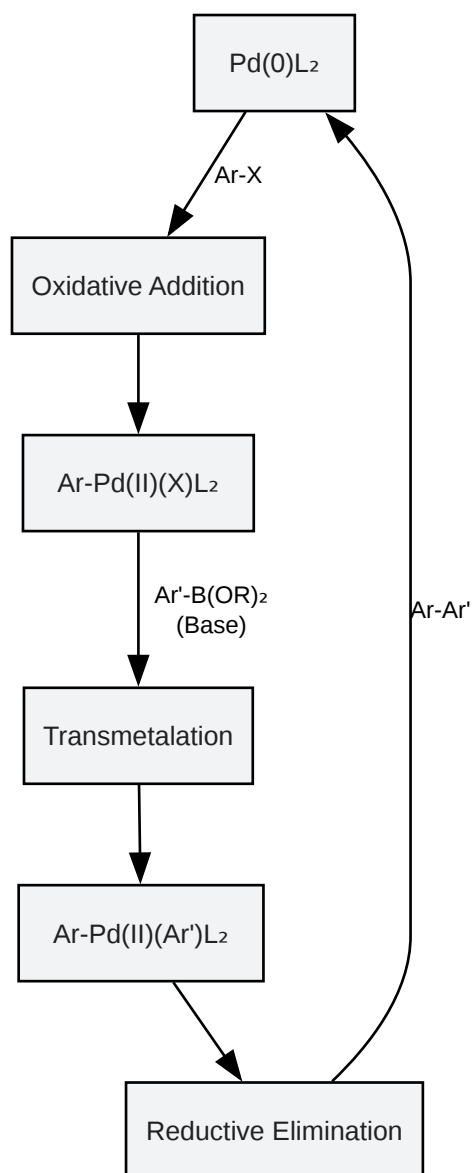 Pd(0)L₂
Ar-X
Oxidative Addition
Ar-Pd(II)(X)L₂
Ar'-B(OR)₂
(Base)
Ar-Ar'
Transmetalation
Ar-Pd(II)(Ar')L₂
Reductive Elimination